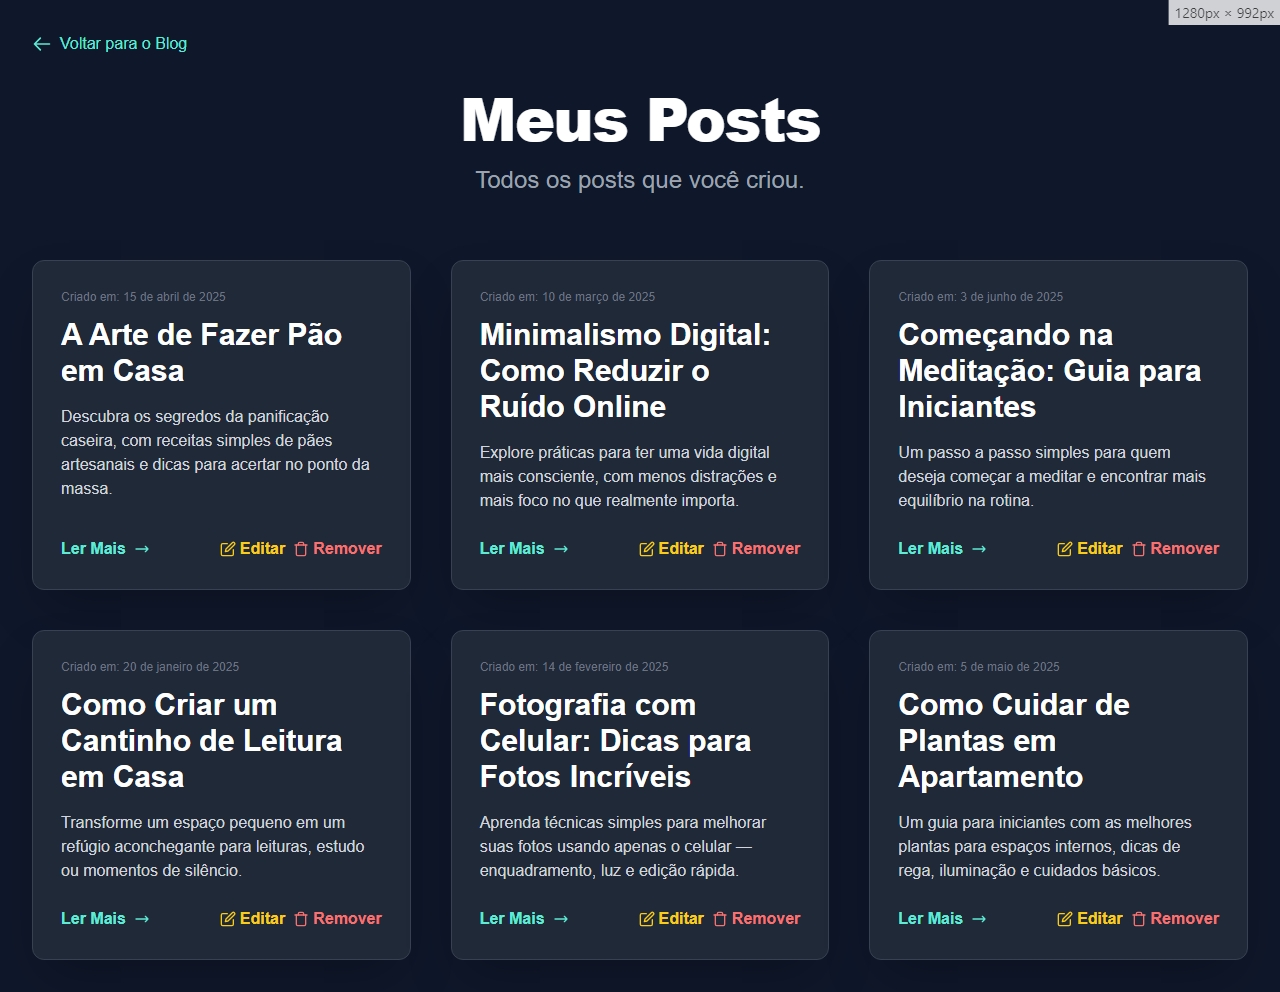 1280px × 992px
← Voltar para o Blog
Meus Posts
Todos os posts que você criou.
Criado em: 15 de abril de 2025
A Arte de Fazer Pão
em Casa
Descubra os segredos da panificação
caseira, com receitas simples de pães
artesanais e dicas para acertar no ponto da
massa.
Ler Mais → Editar Remover
Criado em: 10 de março de 2025
Minimalismo Digital:
Como Reduzir o
Ruído Online
Explore práticas para ter uma vida digital
mais consciente, com menos distrações e
mais foco no que realmente importa.
Ler Mais → Editar Remover
Criado em: 3 de junho de 2025
Começando na
Meditação: Guia para
Iniciantes
Um passo a passo simples para quem
deseja começar a meditar e encontrar mais
equilíbrio na rotina.
Ler Mais → Editar Remover
Criado em: 20 de janeiro de 2025
Como Criar um
Cantinho de Leitura
em Casa
Transforme um espaço pequeno em um
refúgio aconchegante para leituras, estudo
ou momentos de silêncio.
Ler Mais → Editar Remover
Criado em: 14 de fevereiro de 2025
Fotografia com
Celular: Dicas para
Fotos Incríveis
Aprenda técnicas simples para melhorar
suas fotos usando apenas o celular —
enquadramento, luz e edição rápida.
Ler Mais → Editar Remover
Criado em: 5 de maio de 2025
Como Cuidar de
Plantas em
Apartamento
Um guia para iniciantes com as melhores
plantas para espaços internos, dicas de
rega, iluminação e cuidados básicos.
Ler Mais → Editar Remover